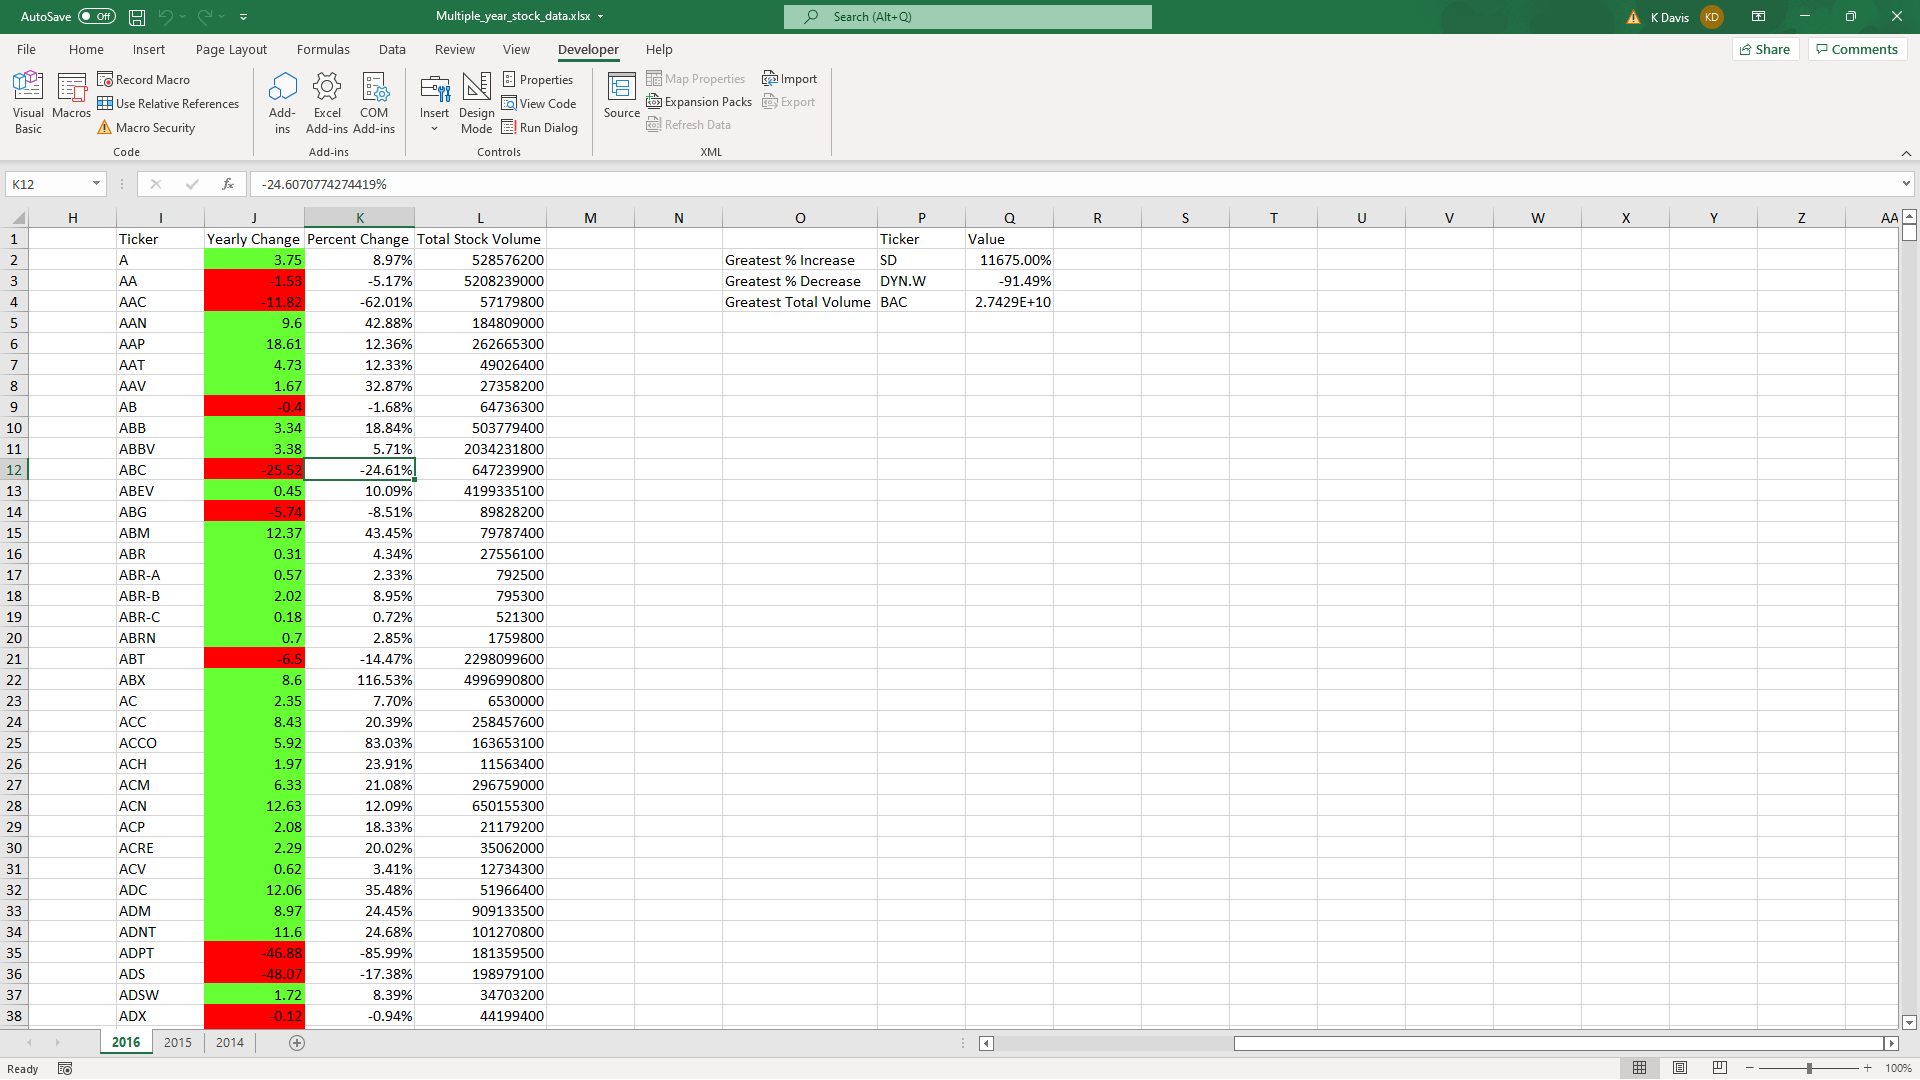 AutoSave Off Multiple_year_stock_data.xlsx Search (Alt+Q) K Davis KD
File Home Insert Page Layout Formulas Data Review View Developer Help Share Comments
Visual Basic Macros Record Macro Use Relative References Macro Security Code
Add-ins Excel Add-ins COM Add-ins Add-ins
Insert Design Mode Properties View Code Run Dialog Controls
Source Map Properties Expansion Packs Refresh Data Import Export XML
K12 fx -24.6070774274419%
H I J K L M N O P Q R S T U V W X Y Z AA
1 Ticker Yearly Change Percent Change Total Stock Volume Ticker Value
2 A 3.75 8.97% 528576200 Greatest % Increase SD 11675.00%
3 AA -1.53 -5.17% 5208239000 Greatest % Decrease DYN.W -91.49%
4 AAC -11.82 -62.01% 57179800 Greatest Total Volume BAC 2.7429E+10
5 AAN 9.6 42.88% 184809000
6 AAP 18.61 12.36% 262665300
7 AAT 4.73 12.33% 49026400
8 AAV 1.67 32.87% 27358200
9 AB -0.4 -1.68% 64736300
10 ABB 3.34 18.84% 503779400
11 ABBV 3.38 5.71% 2034231800
12 ABC -25.52 -24.61% 647239900
13 ABEV 0.45 10.09% 4199335100
14 ABG -5.74 -8.51% 89828200
15 ABM 12.37 43.45% 79787400
16 ABR 0.31 4.34% 27556100
17 ABR-A 0.57 2.33% 792500
18 ABR-B 2.02 8.95% 795300
19 ABR-C 0.18 0.72% 521300
20 ABRN 0.7 2.85% 1759800
21 ABT -6.5 -14.47% 2298099600
22 ABX 8.6 116.53% 4996990800
23 AC 2.35 7.70% 6530000
24 ACC 8.43 20.39% 258457600
25 ACCO 5.92 83.03% 163653100
26 ACH 1.97 23.91% 11563400
27 ACM 6.33 21.08% 296759000
28 ACN 12.63 12.09% 650155300
29 ACP 2.08 18.33% 21179200
30 ACRE 2.29 20.02% 35062000
31 ACV 0.62 3.41% 12734300
32 ADC 12.06 35.48% 51966400
33 ADM 8.97 24.45% 909133500
34 ADNT 11.6 24.68% 101270800
35 ADPT -46.88 -85.99% 181359500
36 ADS -48.07 -17.38% 198979100
37 ADSW 1.72 8.39% 34703200
38 ADX -0.12 -0.94% 44199400
2016 2015 2014
Ready 100%